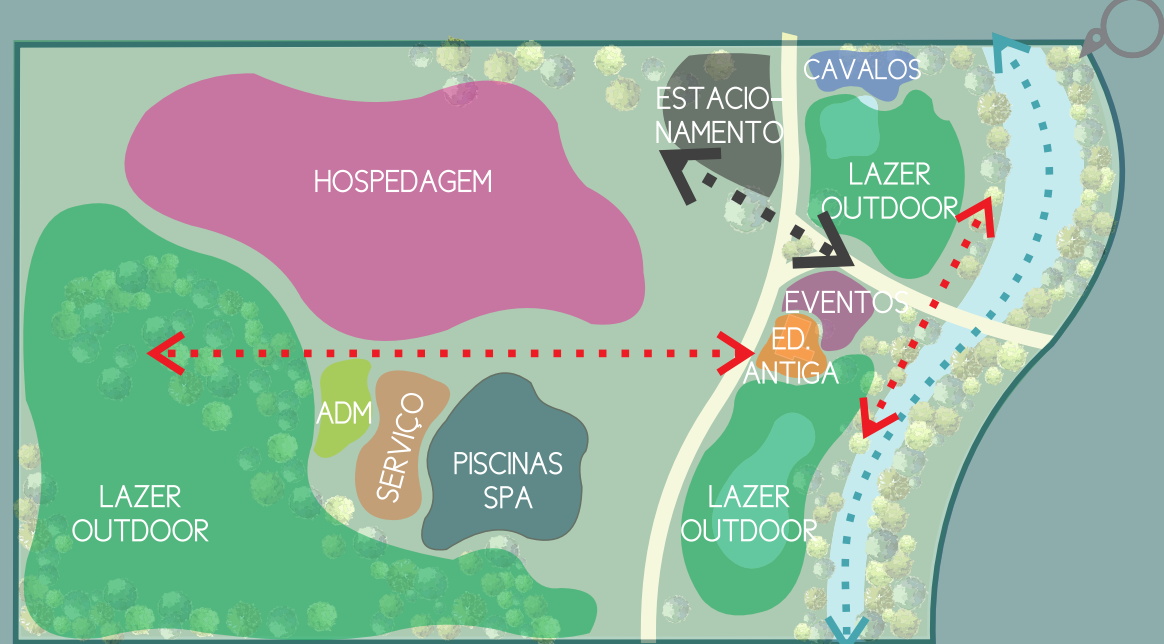 CAVALOS
ESTACIO-
NAMENTO
HOSPEDAGEM
LAZER
OUTDOOR
EVENTOS
ED.
ANTIGA
ADM
SERVIÇO
PISCINAS
SPA
LAZER
OUTDOOR
LAZER
OUTDOOR